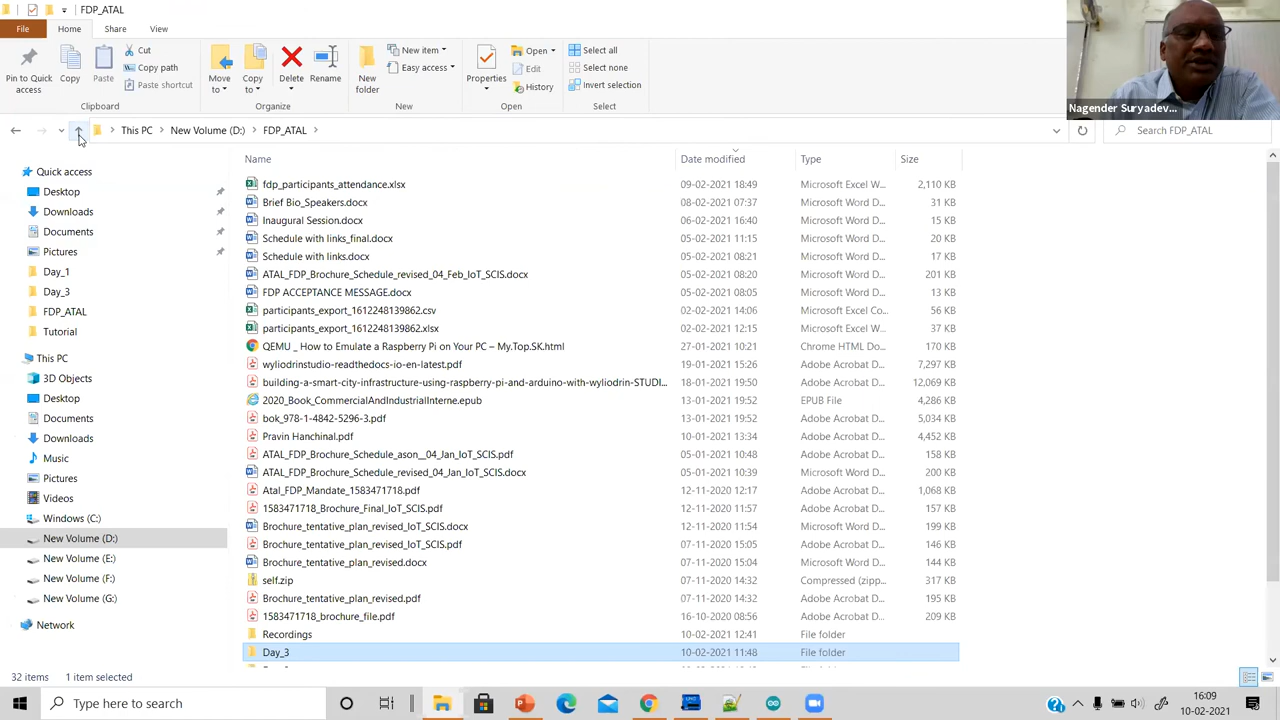 FDP_ATAL
File Home Share View
Pin to Quick access
Copy
Paste
Cut
Copy path
Paste shortcut
Clipboard
Move to
Copy to
Delete
Rename
Organize
New folder
New item
Easy access
New
Properties
Open
Edit
History
Open
Select all
Select none
Invert selection
Select
Nagender Suryadev...
This PC > New Volume (D:) > FDP_ATAL >
Search FDP_ATAL
Quick access
Desktop
Downloads
Documents
Pictures
Day_1
Day_3
FDP_ATAL
Tutorial
This PC
3D Objects
Desktop
Documents
Downloads
Music
Pictures
Videos
Windows (C:)
New Volume (D:)
New Volume (E:)
New Volume (F:)
New Volume (G:)
Network
Name Date modified Type Size
fdp_participants_attendance.xlsx 09-02-2021 18:49 Microsoft Excel W... 2,110 KB
Brief Bio_Speakers.docx 08-02-2021 07:37 Microsoft Word D... 31 KB
Inaugural Session.docx 06-02-2021 16:40 Microsoft Word D... 15 KB
Schedule with links_final.docx 05-02-2021 11:15 Microsoft Word D... 20 KB
Schedule with links.docx 05-02-2021 08:21 Microsoft Word D... 17 KB
ATAL_FDP_Brochure_Schedule_revised_04_Feb_IoT_SCIS.docx 05-02-2021 08:20 Microsoft Word D... 201 KB
FDP ACCEPTANCE MESSAGE.docx 05-02-2021 08:05 Microsoft Word D... 13 KB
participants_export_1612248139862.csv 02-02-2021 14:06 Microsoft Excel Co... 56 KB
participants_export_1612248139862.xlsx 02-02-2021 12:15 Microsoft Excel W... 37 KB
QEMU _ How to Emulate a Raspberry Pi on Your PC – My.Top.SK.html 27-01-2021 10:21 Chrome HTML Do... 170 KB
wyliodrinstudio-readthedocs-io-en-latest.pdf 19-01-2021 15:26 Adobe Acrobat D... 7,297 KB
building-a-smart-city-infrastructure-using-raspberry-pi-and-arduino-with-wyliodrin-STUDI... 18-01-2021 19:50 Adobe Acrobat D... 12,069 KB
2020_Book_CommercialAndIndustrialInterne.epub 13-01-2021 19:52 EPUB File 4,286 KB
bok_978-1-4842-5296-3.pdf 13-01-2021 19:52 Adobe Acrobat D... 5,034 KB
Pravin Hanchinal.pdf 10-01-2021 13:34 Adobe Acrobat D... 4,452 KB
ATAL_FDP_Brochure_Schedule_ason__04_Jan_IoT_SCIS.pdf 05-01-2021 10:48 Adobe Acrobat D... 158 KB
ATAL_FDP_Brochure_Schedule_revised_04_Jan_IoT_SCIS.docx 05-01-2021 10:39 Microsoft Word D... 200 KB
Atal_FDP_Mandate_1583471718.pdf 12-11-2020 12:17 Adobe Acrobat D... 1,068 KB
1583471718_Brochure_Final_IoT_SCIS.pdf 12-11-2020 11:57 Adobe Acrobat D... 157 KB
Brochure_tentative_plan_revised_IoT_SCIS.docx 12-11-2020 11:54 Microsoft Word D... 199 KB
Brochure_tentative_plan_revised_IoT_SCIS.pdf 07-11-2020 15:05 Adobe Acrobat D... 146 KB
Brochure_tentative_plan_revised.docx 07-11-2020 15:04 Microsoft Word D... 144 KB
self.zip 07-11-2020 14:32 Compressed (zipp... 317 KB
Brochure_tentative_plan_revised.pdf 07-11-2020 14:32 Adobe Acrobat D... 145 KB
1583471718_brochure_file.pdf 16-10-2020 08:56 Adobe Acrobat D... 209 KB
Recordings 10-02-2021 12:41 File folder
Day_3 10-02-2021 11:48 File folder
32 items 1 item selected
Type here to search
16:09
10-02-2021